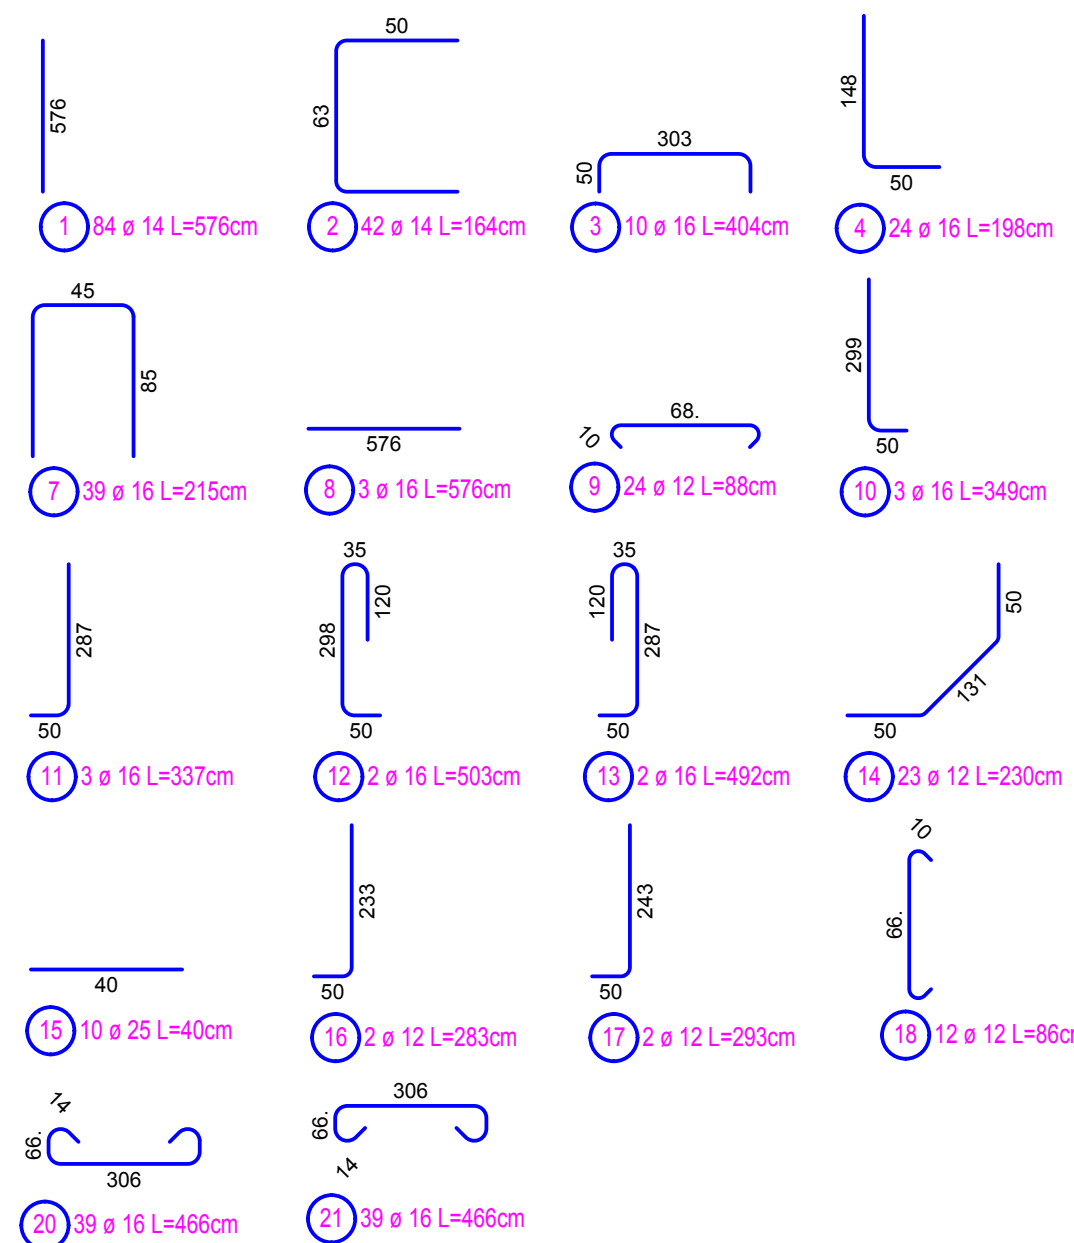 576
1 84 ø 14 L=576cm
50
63
2 42 ø 14 L=164cm
303
50
3 10 ø 16 L=404cm
148
50
4 24 ø 16 L=198cm
45
85
7 39 ø 16 L=215cm
576
8 3 ø 16 L=576cm
68.
10
9 24 ø 12 L=88cm
299
50
10 3 ø 16 L=349cm
287
50
11 3 ø 16 L=337cm
35
120
298
50
12 2 ø 16 L=503cm
35
120
287
50
13 2 ø 16 L=492cm
50
131
50
14 23 ø 12 L=230cm
40
15 10 ø 25 L=40cm
233
50
16 2 ø 12 L=283cm
243
50
17 2 ø 12 L=293cm
10
66.
18 12 ø 12 L=86cm
14
66.
306
20 39 ø 16 L=466cm
306
66.
14
21 39 ø 16 L=466cm